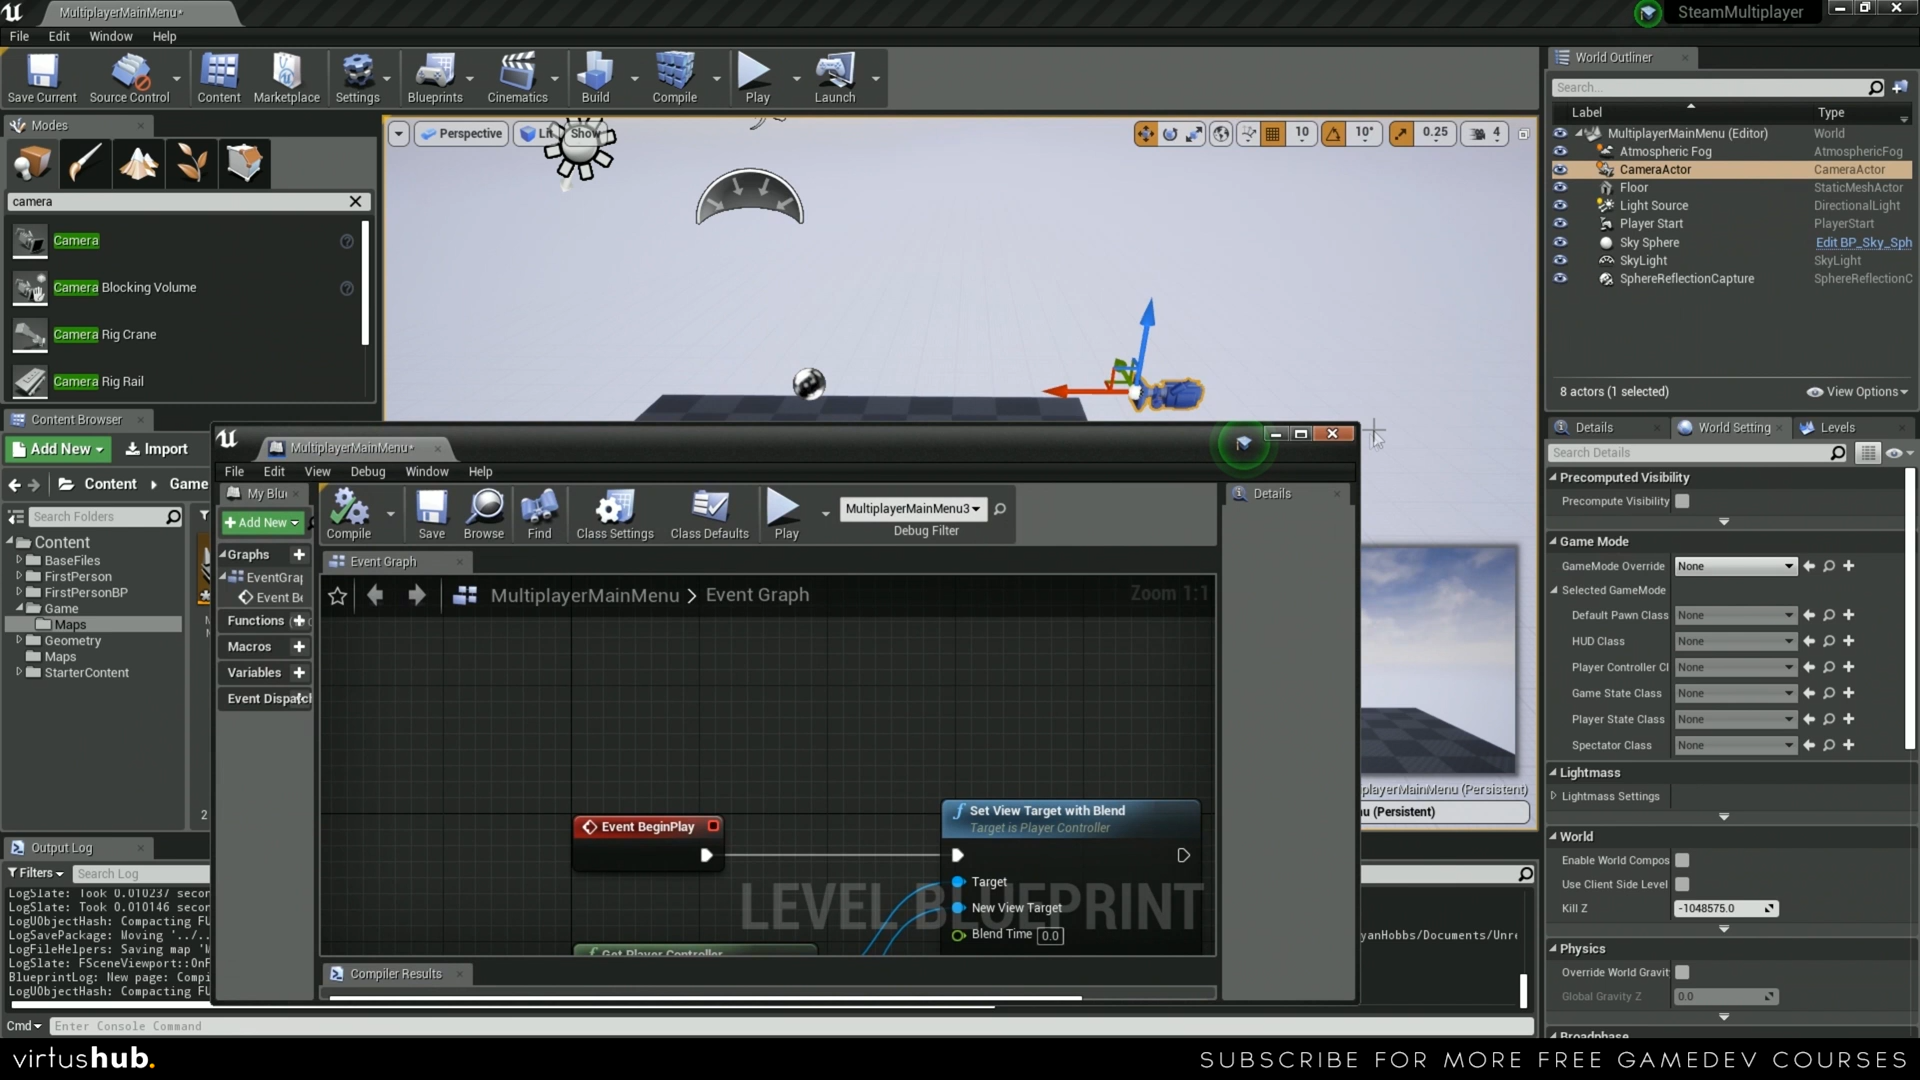 MultiplayerMainMenu*
SteamMultiplayer
File Edit Window Help
Save Current
Source Control
Content
Marketplace
Settings
Blueprints
Cinematics
Build
Compile
Play
Launch
Modes
camera
Camera
Camera Blocking Volume
Camera Rig Crane
Camera Rig Rail
Perspective
Lit
Show
10
10°
0.25
4
World Outliner
Search...
Label Type
MultiplayerMainMenu (Editor) World
Atmospheric Fog AtmosphericFog
CameraActor CameraActor
Floor StaticMeshActor
Light Source DirectionalLight
Player Start PlayerStart
Sky Sphere Edit BP_Sky_Sph
SkyLight SkyLight
SphereReflectionCapture SphereReflectionC
8 actors (1 selected)
View Options
Content Browser
Add New
Import
Content Game
Search Folders
Content
BaseFiles
FirstPerson
FirstPersonBP
Game
Maps
Geometry
Maps
StarterContent
2
Output Log
Filters
Search Log
LogSlate: Took 0.010237 secon
LogSlate: Took 0.010146 secon
LogUObjectHash: Compacting FU
LogSavePackage: Moving '../..
LogFileHelpers: Saving map 'M
LogSlate: FSceneViewport::OnF
BlueprintLog: New page: Compi
LogUObjectHash: Compacting FU
Cmd
Enter Console Command
MultiplayerMainMenu*
File Edit View Debug Window Help
My Blu
Add New
Graphs
EventGrap
Event Be
Functions
Macros
Variables
Event Dispatch
Compile
Save
Browse
Find
Class Settings
Class Defaults
Play
MultiplayerMainMenu3
Debug Filter
Event Graph
MultiplayerMainMenu > Event Graph
Zoom 1:1
Event BeginPlay
Set View Target with Blend
Target is Player Controller
Target
New View Target
Blend Time 0.0
LEVEL BLUEPRINT
Get Player Controller
Compiler Results
Details
playerMainMenu (Persistent)
nu (Persistent)
yanHobbs/Documents/Unre
Details
World Setting
Levels
Search Details
Precomputed Visibility
Precompute Visibility
Game Mode
GameMode Override None
Selected GameMode
Default Pawn Class None
HUD Class None
Player Controller Cl None
Game State Class None
Player State Class None
Spectator Class None
Lightmass
Lightmass Settings
World
Enable World Compos
Use Client Side Level
Kill Z -1048575.0
Physics
Override World Gravit
Global Gravity Z 0.0
Broadphase
virtushub.
SUBSCRIBE FOR MORE FREE GAMEDEV COURSES